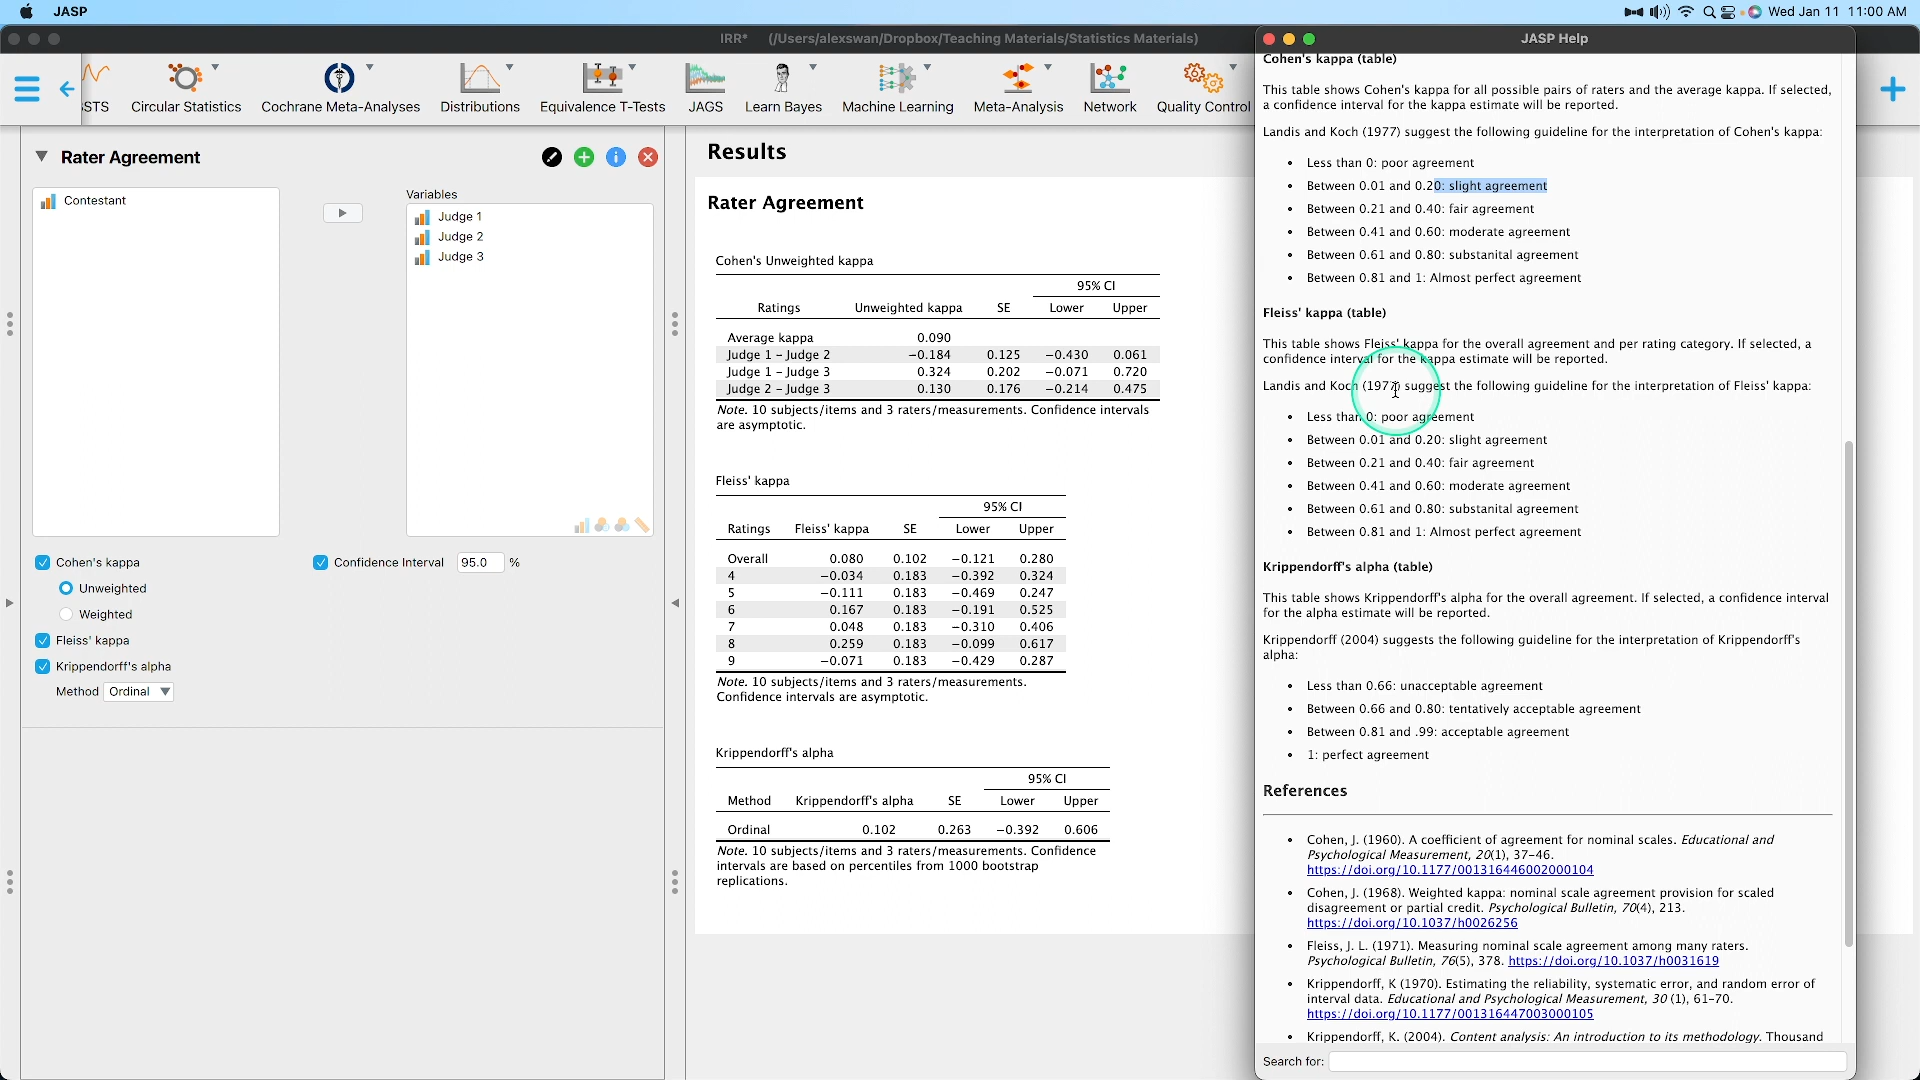 JASP
Wed Jan 11 11:00 AM
IRR* (/Users/alexswan/Dropbox/Teaching Materials/Statistics Materials)
JASP Help
STS
Circular Statistics
Cochrane Meta-Analyses
Distributions
Equivalence T-Tests
JAGS
Learn Bayes
Machine Learning
Meta-Analysis
Network
Quality Control
Rater Agreement
Contestant
Variables
Judge 1
Judge 2
Judge 3
Cohen's kappa
Unweighted
Weighted
Fleiss' kappa
Krippendorff's alpha
Method Ordinal
Confidence Interval 95.0 %
Results
Rater Agreement
Cohen's Unweighted kappa
95% CI
Ratings Unweighted kappa SE Lower Upper
Average kappa 0.090
Judge 1 - Judge 2 −0.184 0.125 −0.430 0.061
Judge 1 - Judge 3 0.324 0.202 −0.071 0.720
Judge 2 - Judge 3 0.130 0.176 −0.214 0.475
Note. 10 subjects/items and 3 raters/measurements. Confidence intervals
are asymptotic.
Fleiss' kappa
95% CI
Ratings Fleiss' kappa SE Lower Upper
Overall 0.080 0.102 −0.121 0.280
4 −0.034 0.183 −0.392 0.324
5 −0.111 0.183 −0.469 0.247
6 0.167 0.183 −0.191 0.525
7 0.048 0.183 −0.310 0.406
8 0.259 0.183 −0.099 0.617
9 −0.071 0.183 −0.429 0.287
Note. 10 subjects/items and 3 raters/measurements.
Confidence intervals are asymptotic.
Krippendorff's alpha
95% CI
Method Krippendorff's alpha SE Lower Upper
Ordinal 0.102 0.263 −0.392 0.606
Note. 10 subjects/items and 3 raters/measurements. Confidence
intervals are based on percentiles from 1000 bootstrap
replications.
Cohen's kappa (table)
This table shows Cohen's kappa for all possible pairs of raters and the average kappa. If selected,
a confidence interval for the kappa estimate will be reported.
Landis and Koch (1977) suggest the following guideline for the interpretation of Cohen's kappa:
• Less than 0: poor agreement
• Between 0.01 and 0.20: slight agreement
• Between 0.21 and 0.40: fair agreement
• Between 0.41 and 0.60: moderate agreement
• Between 0.61 and 0.80: substanital agreement
• Between 0.81 and 1: Almost perfect agreement
Fleiss' kappa (table)
This table shows Fleiss' kappa for the overall agreement and per rating category. If selected, a
confidence interval for the kappa estimate will be reported.
Landis and Koch (1977) suggest the following guideline for the interpretation of Fleiss' kappa:
• Less than 0: poor agreement
• Between 0.01 and 0.20: slight agreement
• Between 0.21 and 0.40: fair agreement
• Between 0.41 and 0.60: moderate agreement
• Between 0.61 and 0.80: substanital agreement
• Between 0.81 and 1: Almost perfect agreement
Krippendorff's alpha (table)
This table shows Krippendorff's alpha for the overall agreement. If selected, a confidence interval
for the alpha estimate will be reported.
Krippendorff (2004) suggests the following guideline for the interpretation of Krippendorff's
alpha:
• Less than 0.66: unacceptable agreement
• Between 0.66 and 0.80: tentatively acceptable agreement
• Between 0.81 and .99: acceptable agreement
• 1: perfect agreement
References
• Cohen, J. (1960). A coefficient of agreement for nominal scales. Educational and
Psychological Measurement, 20(1), 37-46.
https://doi.org/10.1177/001316446002000104
• Cohen, J. (1968). Weighted kappa: nominal scale agreement provision for scaled
disagreement or partial credit. Psychological Bulletin, 70(4), 213.
https://doi.org/10.1037/h0026256
• Fleiss, J. L. (1971). Measuring nominal scale agreement among many raters.
Psychological Bulletin, 76(5), 378. https://doi.org/10.1037/h0031619
• Krippendorff, K (1970). Estimating the reliability, systematic error, and random error of
interval data. Educational and Psychological Measurement, 30 (1), 61-70.
https://doi.org/10.1177/001316447003000105
• Krippendorff, K. (2004). Content analysis: An introduction to its methodology. Thousand
Search for: